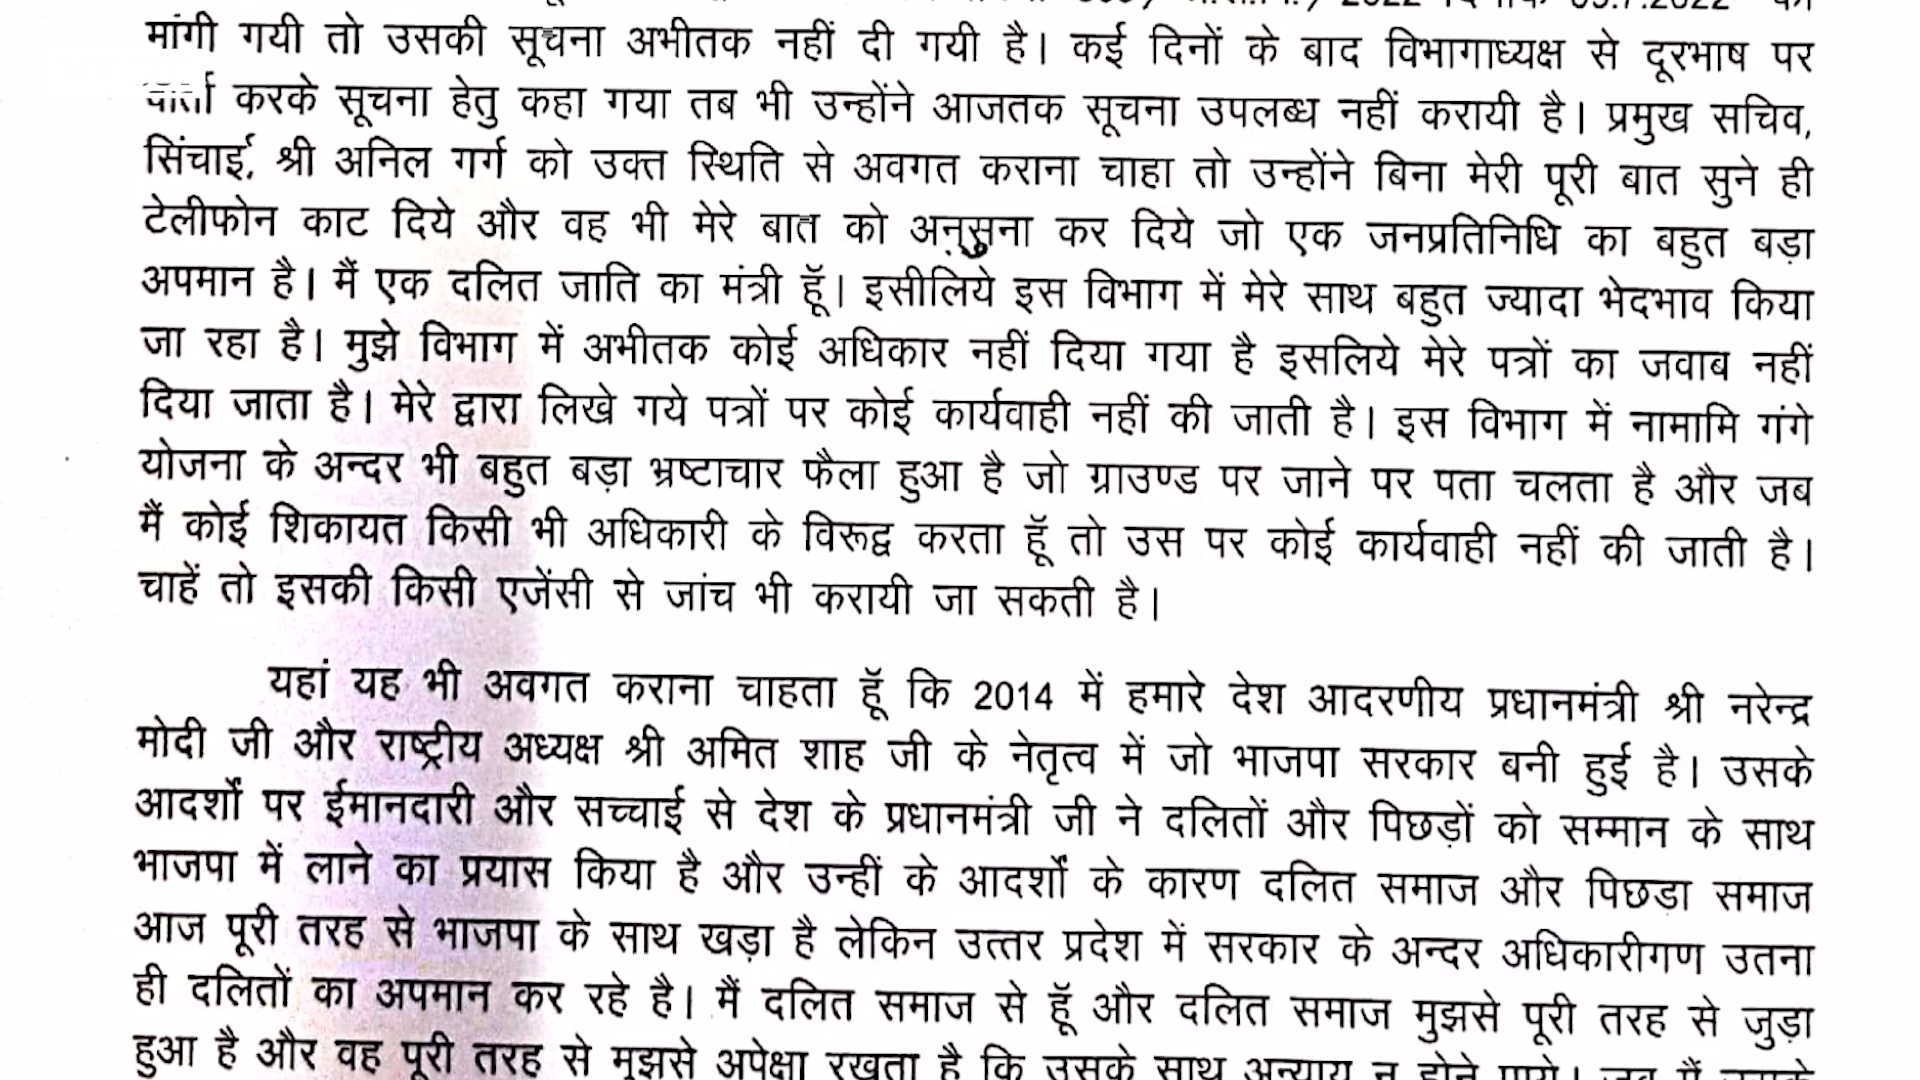 2022 दिनांक 05.7.2022 को
मांगी गयी तो उसकी सूचना अभीतक नहीं दी गयी है। कई दिनों के बाद विभागाध्यक्ष से दूरभाष पर
वार्ता करके सूचना हेतु कहा गया तब भी उन्होंने आजतक सूचना उपलब्ध नहीं करायी है। प्रमुख सचिव,
सिंचाई, श्री अनिल गर्ग को उक्त स्थिति से अवगत कराना चाहा तो उन्होंने बिना मेरी पूरी बात सुने ही
टेलीफोन काट दिये और वह भी मेरे बात को अनसुना कर दिये जो एक जनप्रतिनिधि का बहुत बड़ा
अपमान है। मैं एक दलित जाति का मंत्री हूॅ। इसीलिये इस विभाग में मेरे साथ बहुत ज्यादा भेदभाव किया
जा रहा है। मुझे विभाग में अभीतक कोई अधिकार नहीं दिया गया है इसलिये मेरे पत्रों का जवाब नहीं
दिया जाता है। मेरे द्वारा लिखे गये पत्रों पर कोई कार्यवाही नहीं की जाती है। इस विभाग में नामामि गंगे
योजना के अन्दर भी बहुत बड़ा भ्रष्टाचार फैला हुआ है जो ग्राउण्ड पर जाने पर पता चलता है और जब
मैं कोई शिकायत किसी भी अधिकारी के विरूद्व करता हूॅ तो उस पर कोई कार्यवाही नहीं की जाती है।
चाहें तो इसकी किसी एजेंसी से जांच भी करायी जा सकती है।
यहां यह भी अवगत कराना चाहता हूॅ कि 2014 में हमारे देश आदरणीय प्रधानमंत्री श्री नरेन्द्र
मोदी जी और राष्ट्रीय अध्यक्ष श्री अमित शाह जी के नेतृत्व में जो भाजपा सरकार बनी हुई है। उसके
आदर्शों पर ईमानदारी और सच्चाई से देश के प्रधानमंत्री जी ने दलितों और पिछड़ों को सम्मान के साथ
भाजपा में लाने का प्रयास किया है और उन्हीं के आदर्शों के कारण दलित समाज और पिछडा समाज
आज पूरी तरह से भाजपा के साथ खड़ा है लेकिन उत्तर प्रदेश में सरकार के अन्दर अधिकारीगण उतना
ही दलितों का अपमान कर रहे है। मैं दलित समाज से हूॅ और दलित समाज मुझसे पूरी तरह से जुड़ा
हुआ है और वह पूरी तरह से मुझसे अपेक्षा रखता है कि उसके साथ अन्याय न होने पाये। जब मैं उसके